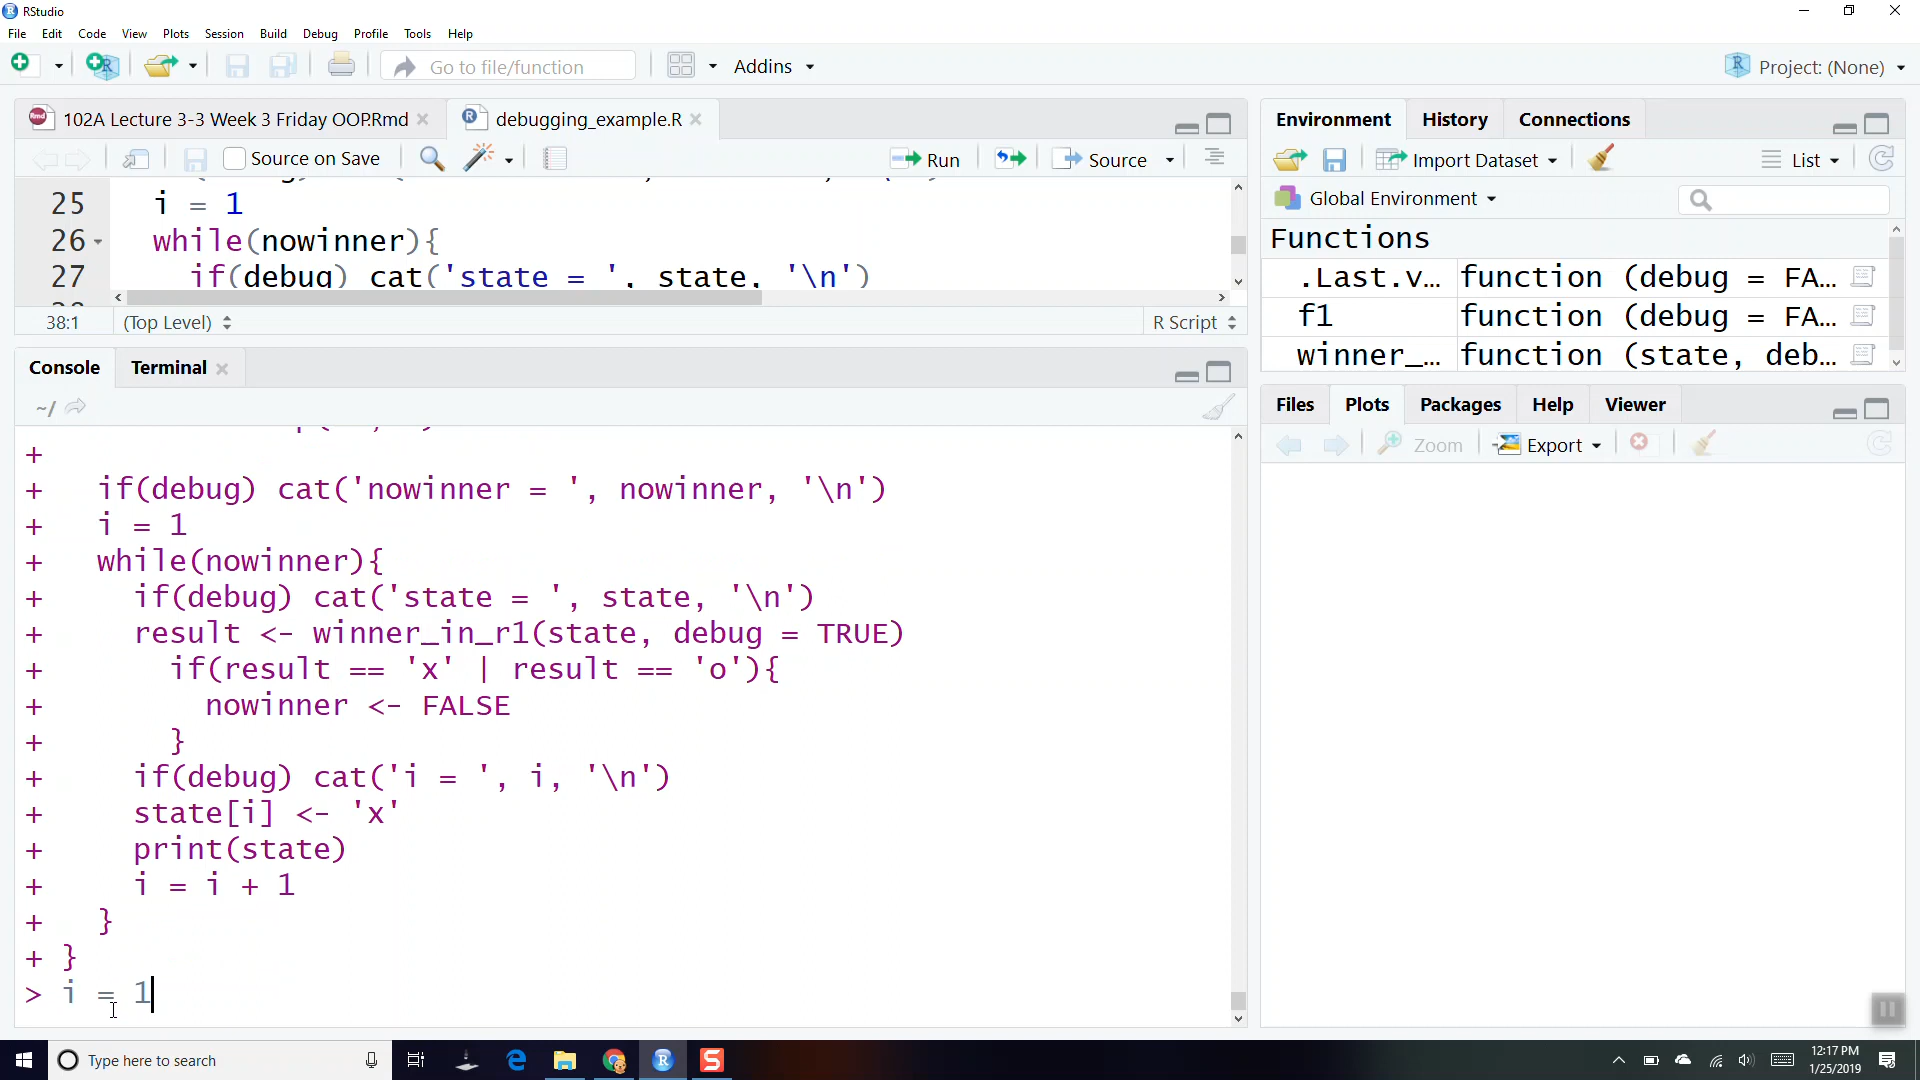 RStudio
File Edit Code View Plots Session Build Debug Profile Tools Help
Go to file/function Addins Project: (None)
102A Lecture 3-3 Week 3 Friday OOP.Rmd debugging_example.R
Source on Save Run Source
25 i = 1
26 while(nowinner){
27 if(debug) cat('state = ', state, '\n')
38:1 (Top Level) R Script
Console Terminal
~/
+
+ if(debug) cat('nowinner = ', nowinner, '\n')
+ i = 1
+ while(nowinner){
+ if(debug) cat('state = ', state, '\n')
+ result <- winner_in_r1(state, debug = TRUE)
+ if(result == 'x' | result == 'o'){
+ nowinner <- FALSE
+ }
+ if(debug) cat('i = ', i, '\n')
+ state[i] <- 'x'
+ print(state)
+ i = i + 1
+ }
+ }
> i = 1
Environment History Connections
Import Dataset List
Global Environment
Functions
.Last.v… function (debug = FA…
f1 function (debug = FA…
winner_… function (state, deb…
Files Plots Packages Help Viewer
Zoom Export
Type here to search
12:17 PM
1/25/2019